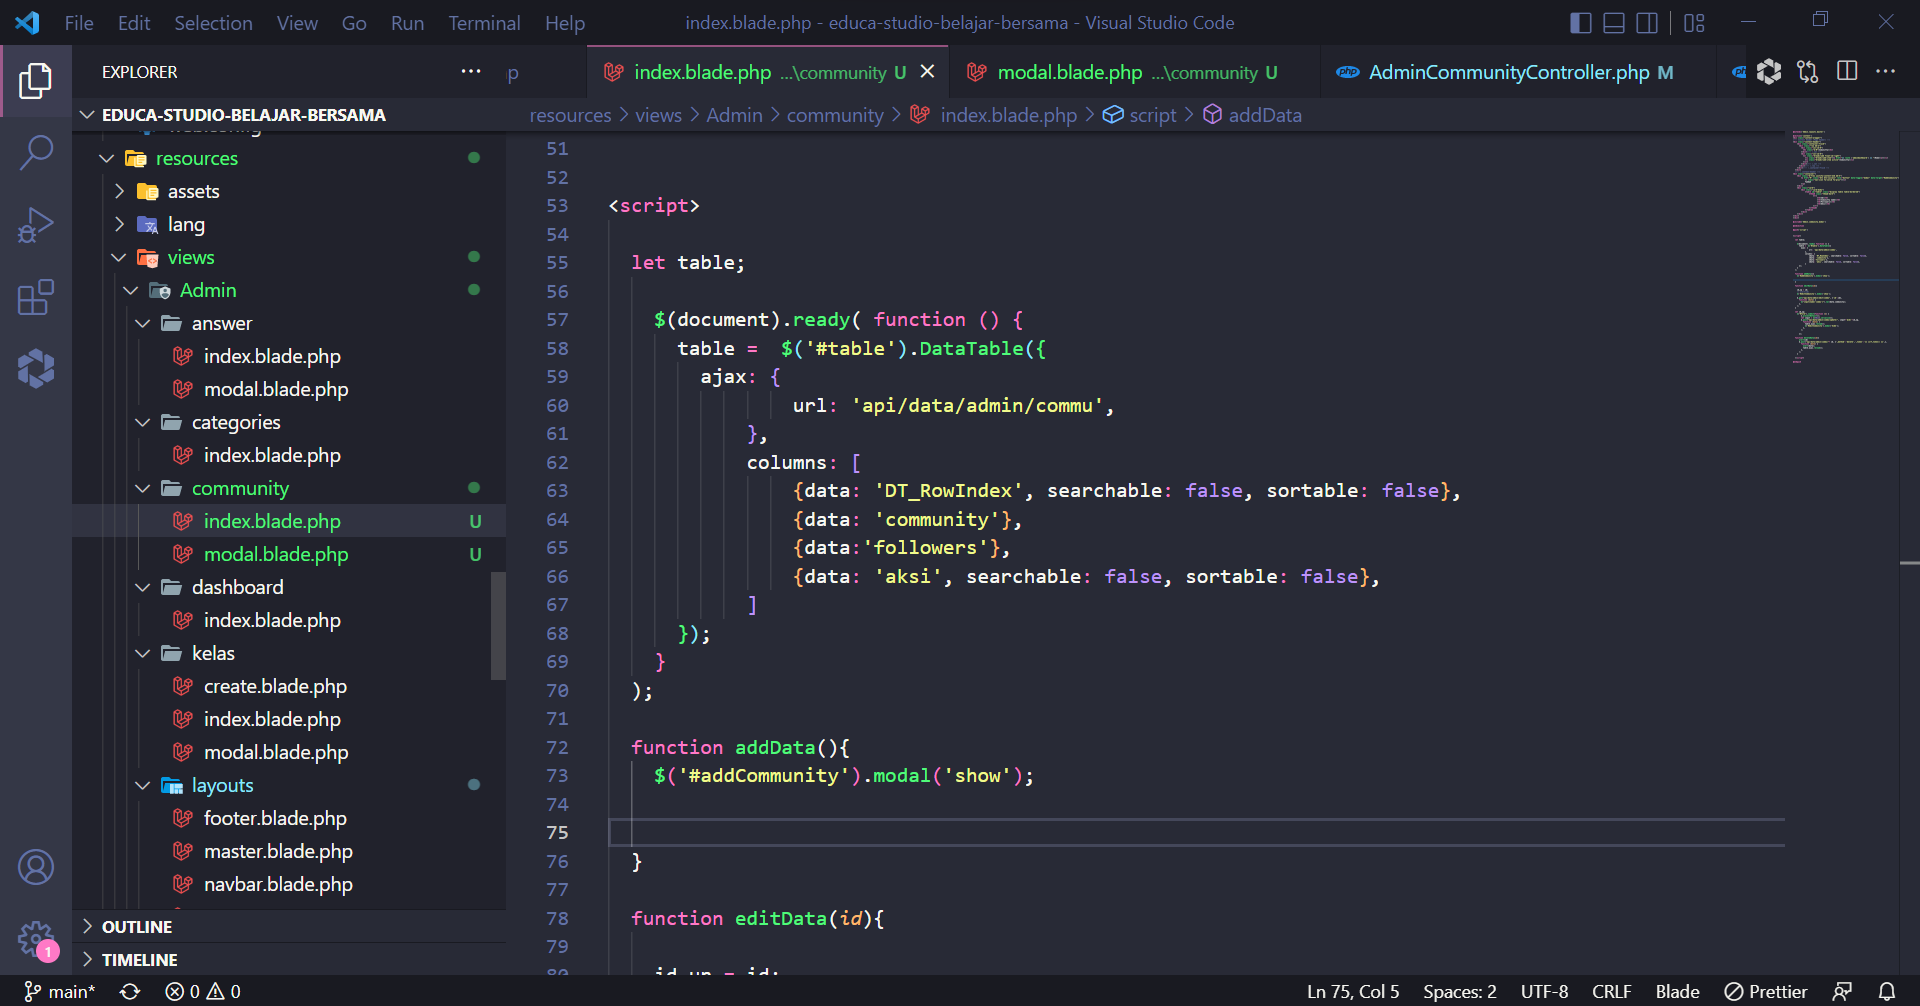 File Edit Selection View Go Run Terminal Help
index.blade.php - educa-studio-belajar-bersama - Visual Studio Code
EXPLORER
p
index.blade.php ...\community U
modal.blade.php ...\community U
AdminCommunityController.php M
EDUCA-STUDIO-BELAJAR-BERSAMA
resources
assets
lang
views
Admin
answer
index.blade.php
modal.blade.php
categories
index.blade.php
community
index.blade.php U
modal.blade.php U
dashboard
index.blade.php
kelas
create.blade.php
index.blade.php
modal.blade.php
layouts
footer.blade.php
master.blade.php
navbar.blade.php
OUTLINE
TIMELINE
1
resources > views > Admin > community > index.blade.php > script > addData
51
52
53 <script>
54
55 let table;
56
57 $(document).ready( function () {
58 table =  $('#table').DataTable({
59 ajax: {
60 url: 'api/data/admin/commu',
61 },
62 columns: [
63 {data: 'DT_RowIndex', searchable: false, sortable: false},
64 {data: 'community'},
65 {data:'followers'},
66 {data: 'aksi', searchable: false, sortable: false},
67 ]
68 });
69 }
70 );
71
72 function addData(){
73 $('#addCommunity').modal('show');
74
75
76 }
77
78 function editData(id){
79
80 id_up = id;
main* 0 0
Ln 75, Col 5 Spaces: 2 UTF-8 CRLF Blade Prettier